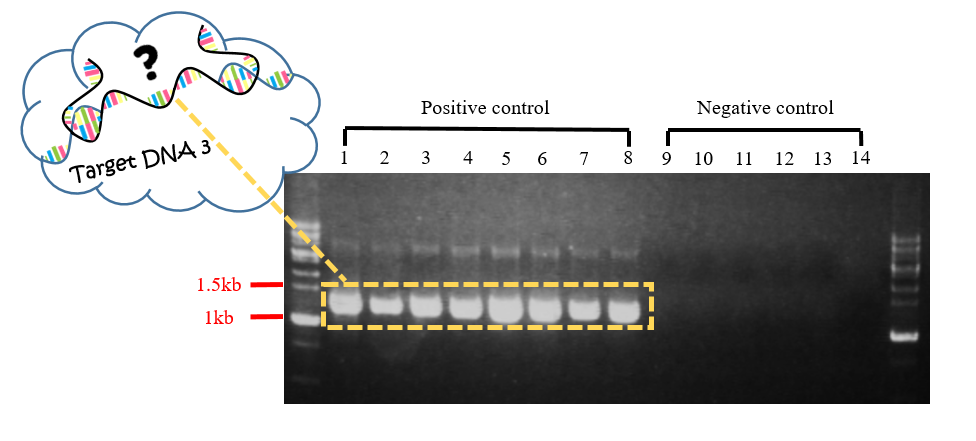 ?
Target DNA 3
Positive control
Negative control
1 2 3 4 5 6 7 8 9 10 11 12 13 14
1.5kb
1kb